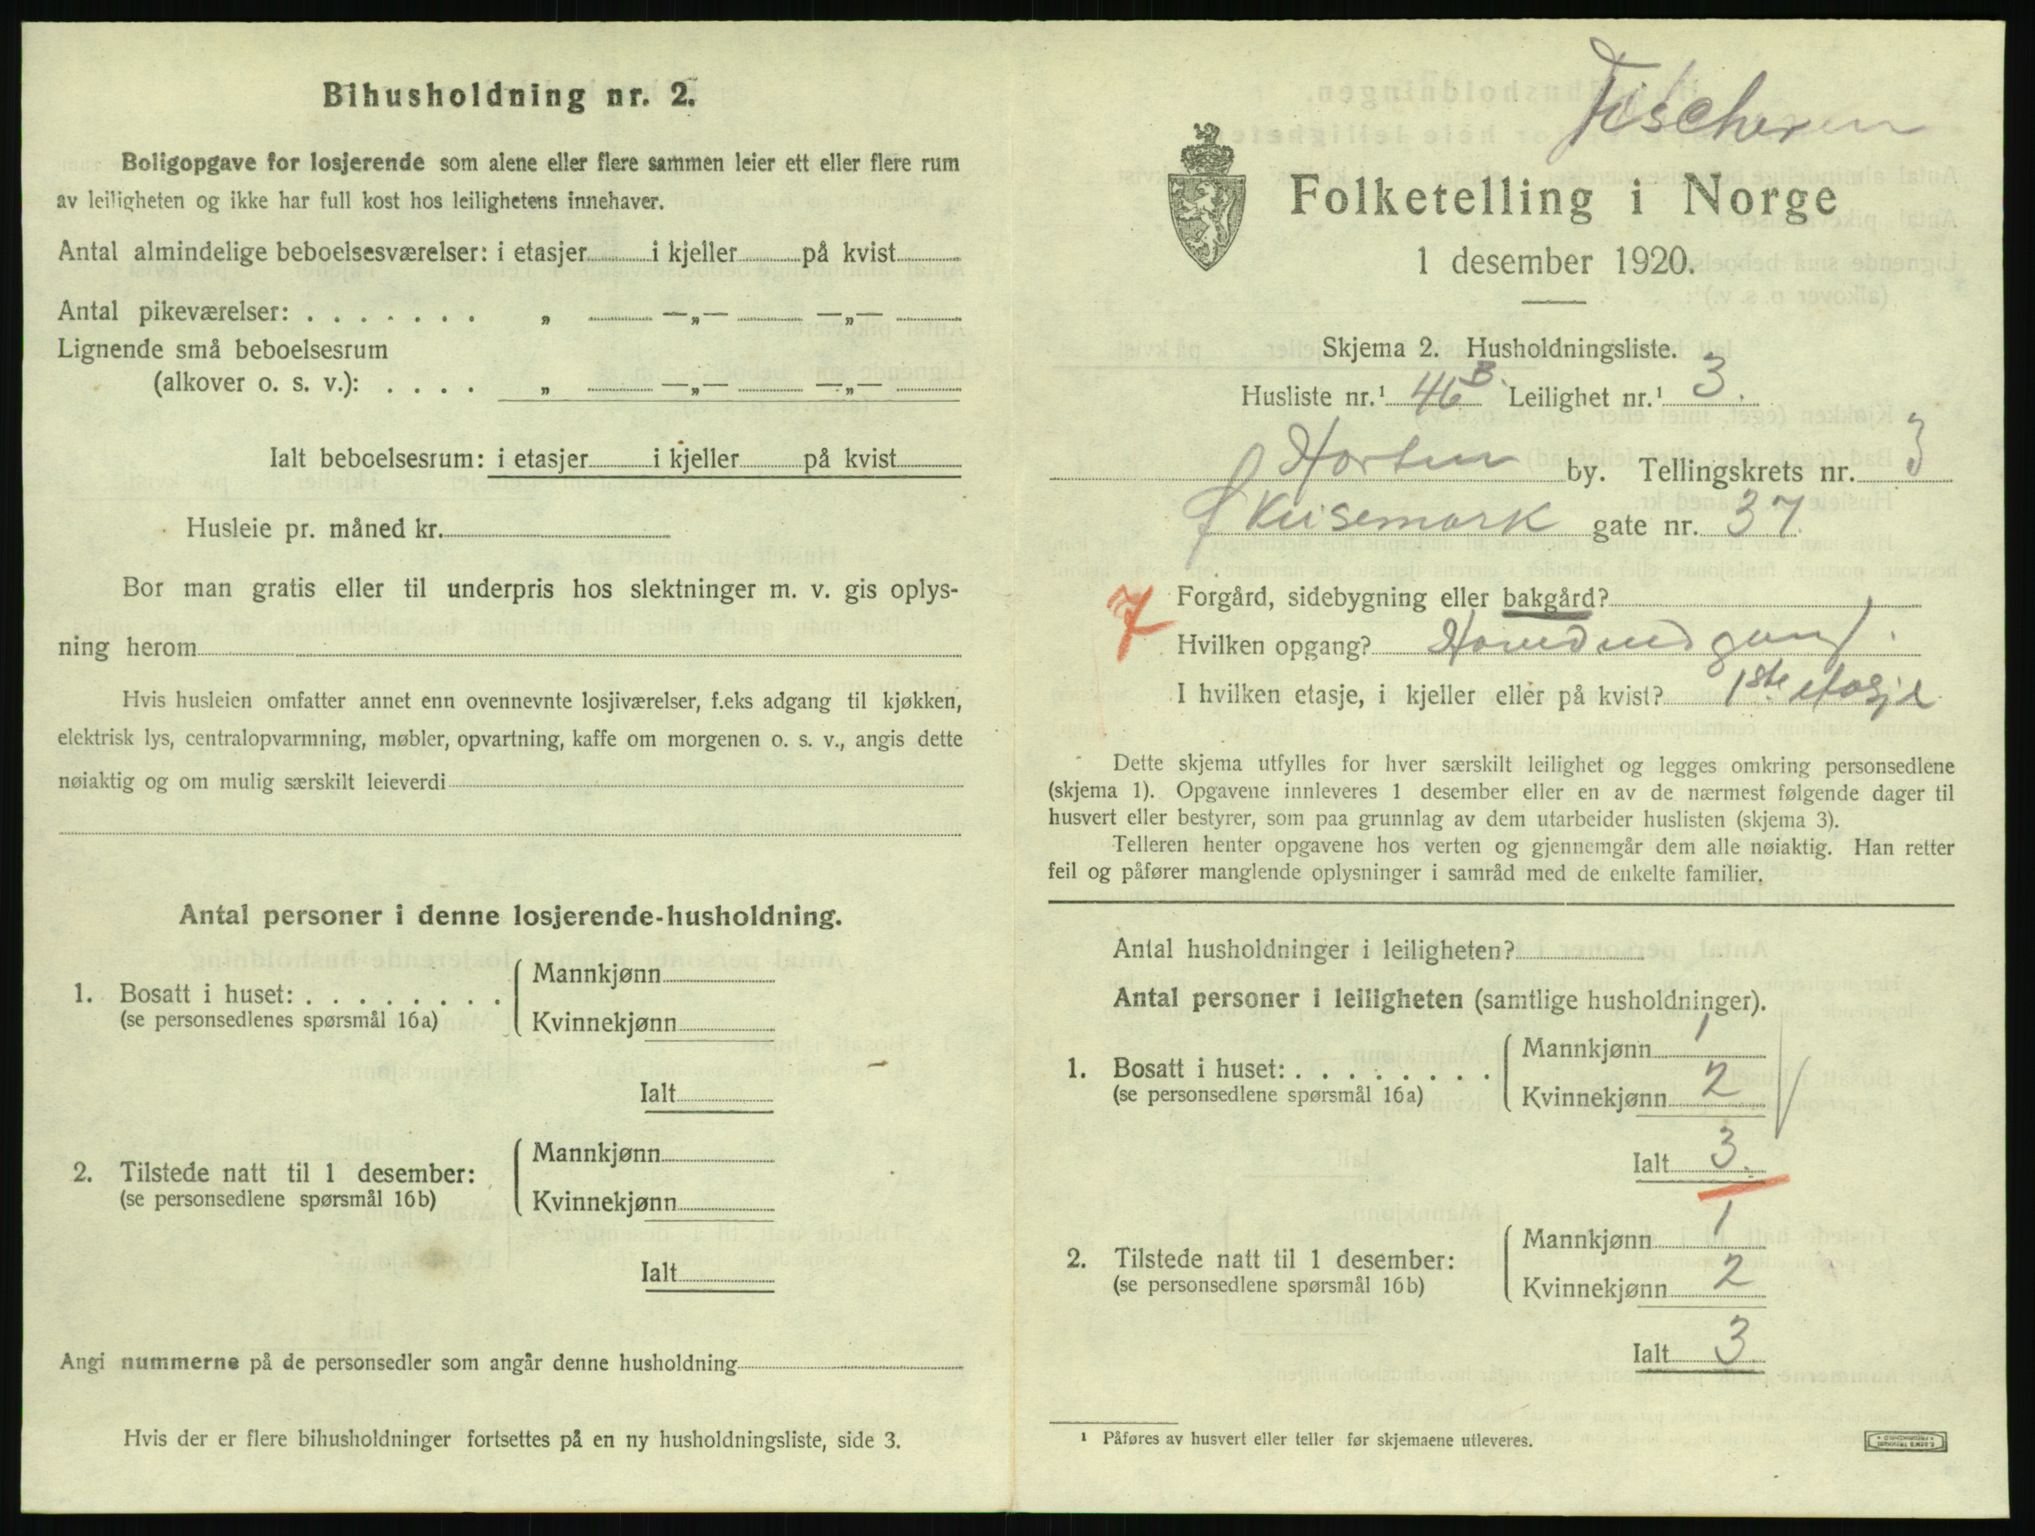 Bihusholdning nr. 2.
Boligopgave for losjerende som alene eller flere sammen leier ett eller flere rum
av leiligheten og ikke har full kost hos leilighetens innehaver.
Antal almindelige beboelsesværelser: i etasjer i kjeller på kvist
Antal pikeværelser: . . . . . . . „ —„— —„—
Lignende små beboelsesrum
(alkover o. s. v.): . . . . „ —„— —„—
Ialt beboelsesrum: i etasjer i kjeller på kvist
Husleie pr. måned kr.
Bor man gratis eller til underpris hos slektninger m. v. gis oplys-
ning herom
Hvis husleien omfatter annet enn ovennevnte losjiværelser, f.eks adgang til kjøkken,
elektrisk lys, centralopvarmning, møbler, opvartning, kaffe om morgenen o. s. v., angis dette
nøiaktig og om mulig særskilt leieverdi
Antal personer i denne losjerende-husholdning.
1. Bosatt i huset: . . . . . . . .
(se personsedlenes spørsmål 16a)
Mannkjønn
Kvinnekjønn
Ialt
2. Tilstede natt til 1 desember:
(se personsedlene spørsmål 16b)
Mannkjønn
Kvinnekjønn
Ialt
Angi nummerne på de personsedler som angår denne husholdning
Hvis der er flere bihusholdninger fortsettes på en ny husholdningsliste, side 3.
Fischer
Folketelling i Norge
1 desember 1920.
Skjema 2. Husholdningsliste.
Husliste nr.¹ 46B. Leilighet nr.¹ 3.
Horten by. Tellingskrets nr. 3
gate nr. 37.
7
Forgård, sidebygning eller bakgård?
Hvilken opgang?
I hvilken etasje, i kjeller eller på kvist? 1ste etasje
Dette skjema utfylles for hver særskilt leilighet og legges omkring personsedlene
(skjema 1). Opgavene innleveres 1 desember eller en av de nærmest følgende dager til
husvert eller bestyrer, som paa grunnlag av dem utarbeider huslisten (skjema 3).
Telleren henter opgavene hos verten og gjennemgår dem alle nøiaktig. Han retter
feil og påfører manglende oplysninger i samråd med de enkelte familier.
Antal husholdninger i leiligheten?
Antal personer i leiligheten (samtlige husholdninger).
1. Bosatt i huset: . . . . . . . .
(se personsedlene spørsmål 16a)
Mannkjønn 1
Kvinnekjønn 2
Ialt 3.
2. Tilstede natt til 1 desember:
(se personsedlene spørsmål 16b)
Mannkjønn 1
Kvinnekjønn 2
Ialt 3
¹ Påføres av husvert eller teller før skjemaene utleveres.